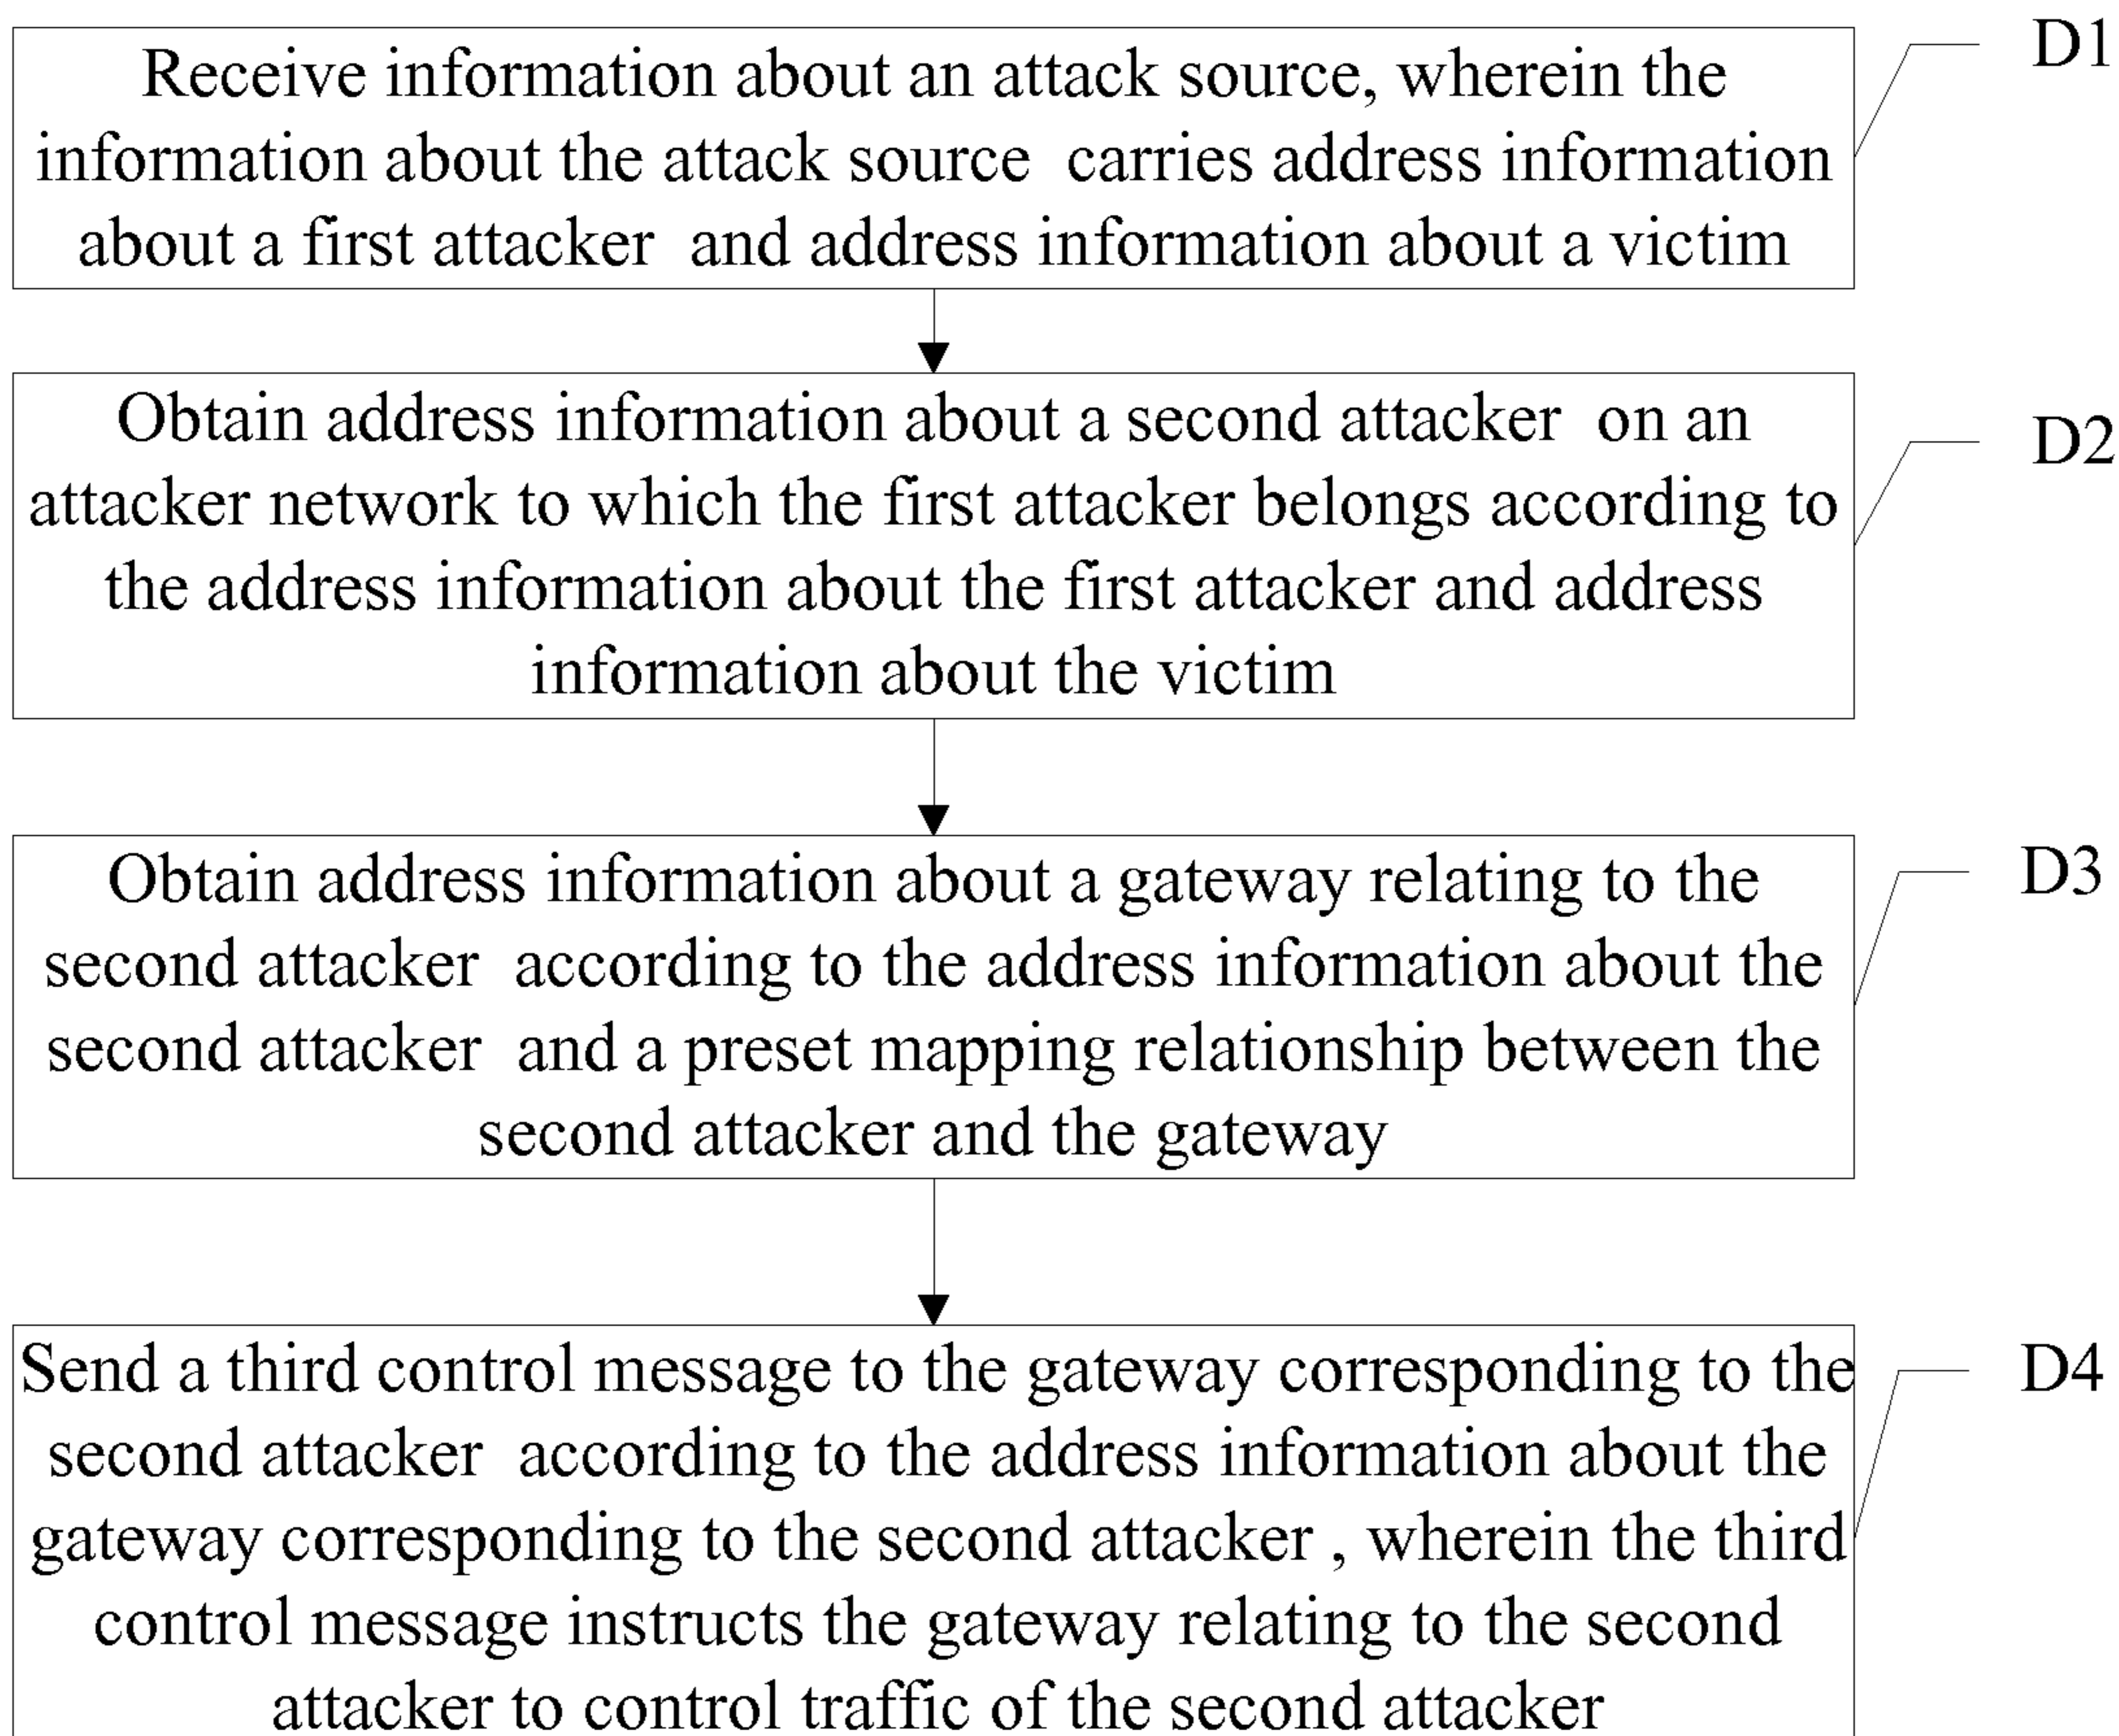 Receive information about an attack source, wherein the
information about the attack source carries address information
about a first attacker and address information about a victim
D1
Obtain address information about a second attacker on an
attacker network to which the first attacker belongs according to
the address information about the first attacker and address
information about the victim
D2
Obtain address information about a gateway relating to the
second attacker according to the address information about the
second attacker and a preset mapping relationship between the
second attacker and the gateway
D3
Send a third control message to the gateway corresponding to the
second attacker according to the address information about the
gateway corresponding to the second attacker , wherein the third
control message instructs the gateway relating to the second
attacker to control traffic of the second attacker
D4